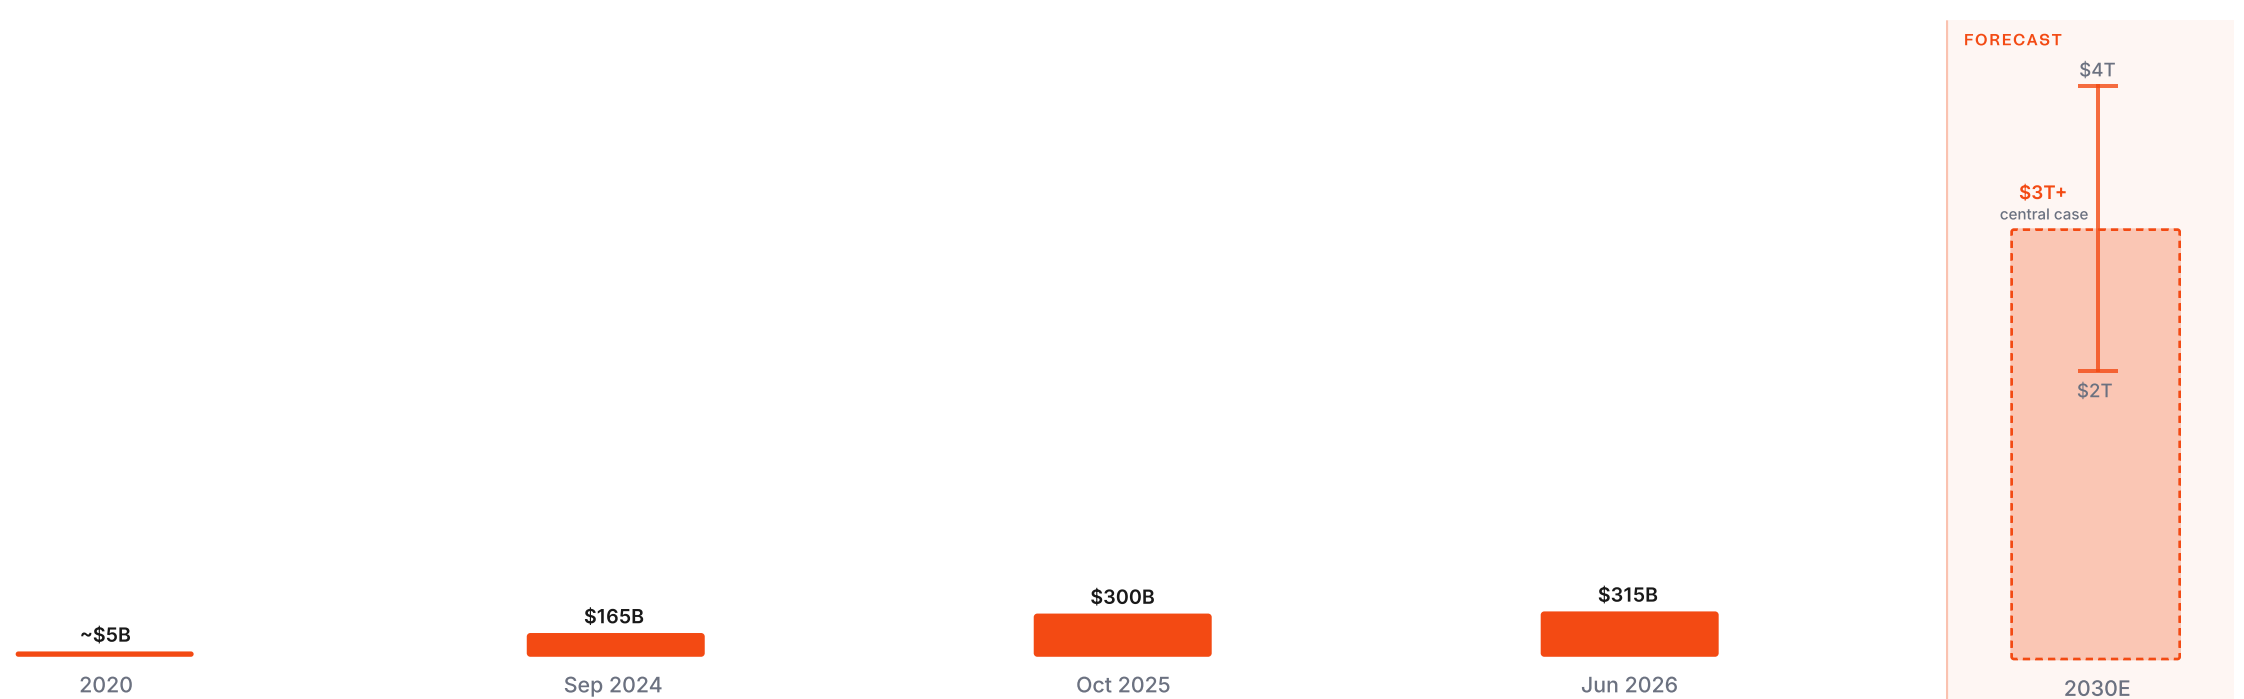 FORECAST
$4T
$3T+
central case
$2T
~$5B
$165B
$300B
$315B
2020
Sep 2024
Oct 2025
Jun 2026
2030E